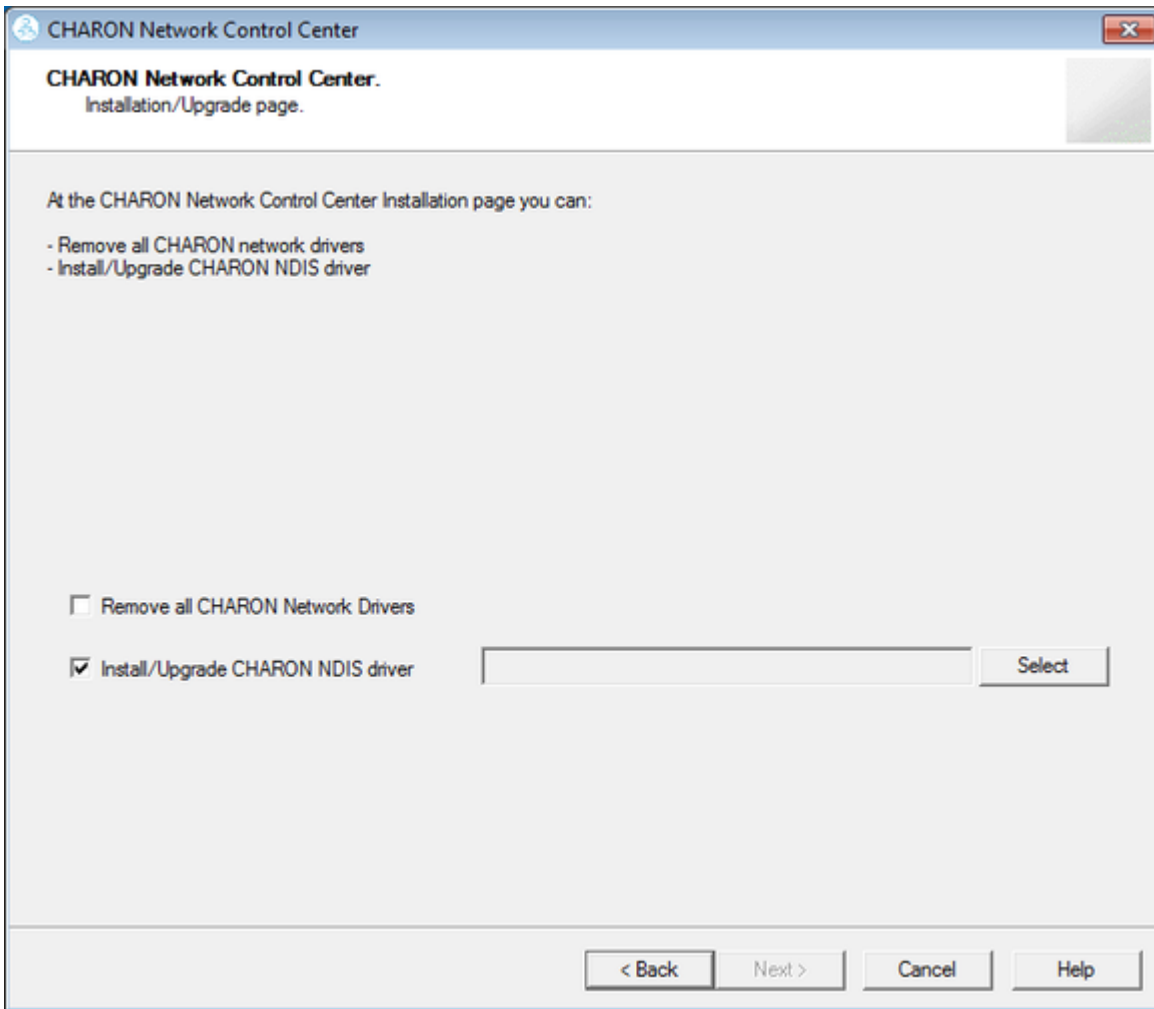 CHARON Network Control Center
CHARON Network Control Center.
Installation/Upgrade page.
At the CHARON Network Control Center Installation page you can:
- Remove all CHARON network drivers
- Install/Upgrade CHARON NDIS driver
Remove all CHARON Network Drivers
Install/Upgrade CHARON NDIS driver Select
< Back Next > Cancel Help